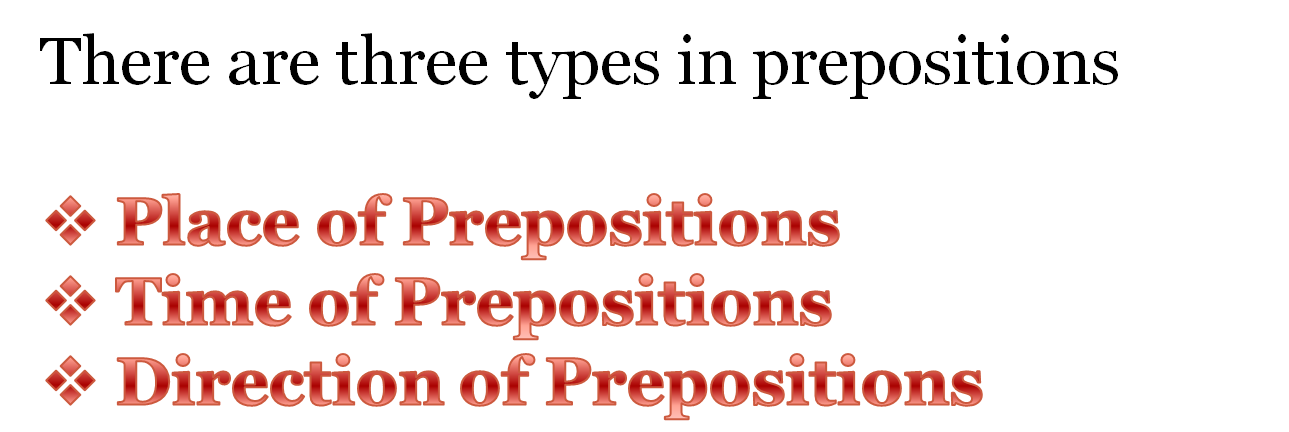 There are three types in prepositions
❖ Place of Prepositions
❖ Time of Prepositions
❖ Direction of Prepositions